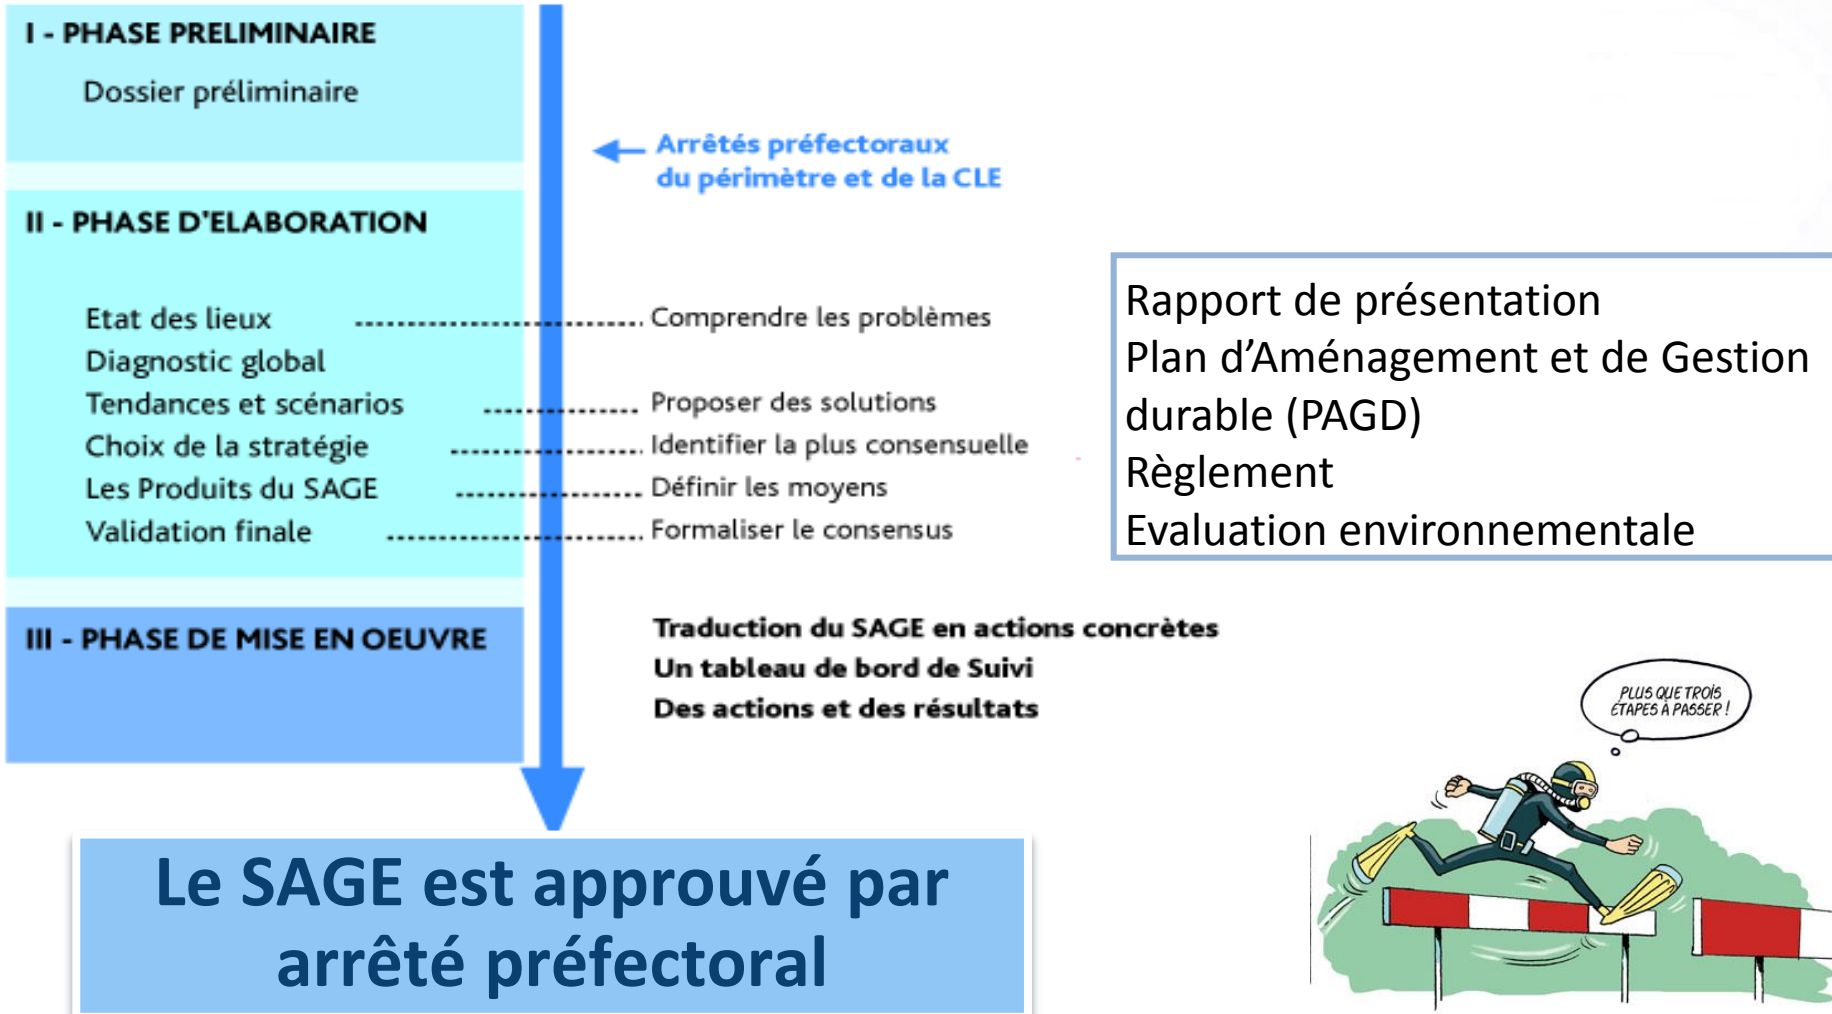 I - PHASE PRELIMINAIRE
Dossier préliminaire
Arrêtés préfectoraux
du périmètre et de la CLE
II - PHASE D'ELABORATION
Etat des lieux ........................... Comprendre les problèmes
Diagnostic global
Tendances et scénarios ............... Proposer des solutions
Choix de la stratégie .................. Identifier la plus consensuelle
Les Produits du SAGE .................. Définir les moyens
Validation finale ......................... Formaliser le consensus
Rapport de présentation
Plan d’Aménagement et de Gestion
durable (PAGD)
Règlement
Evaluation environnementale
III - PHASE DE MISE EN OEUVRE
Traduction du SAGE en actions concrètes
Un tableau de bord de Suivi
Des actions et des résultats
PLUS QUE TROIS
ÉTAPES À PASSER !
Le SAGE est approuvé par
arrêté préfectoral